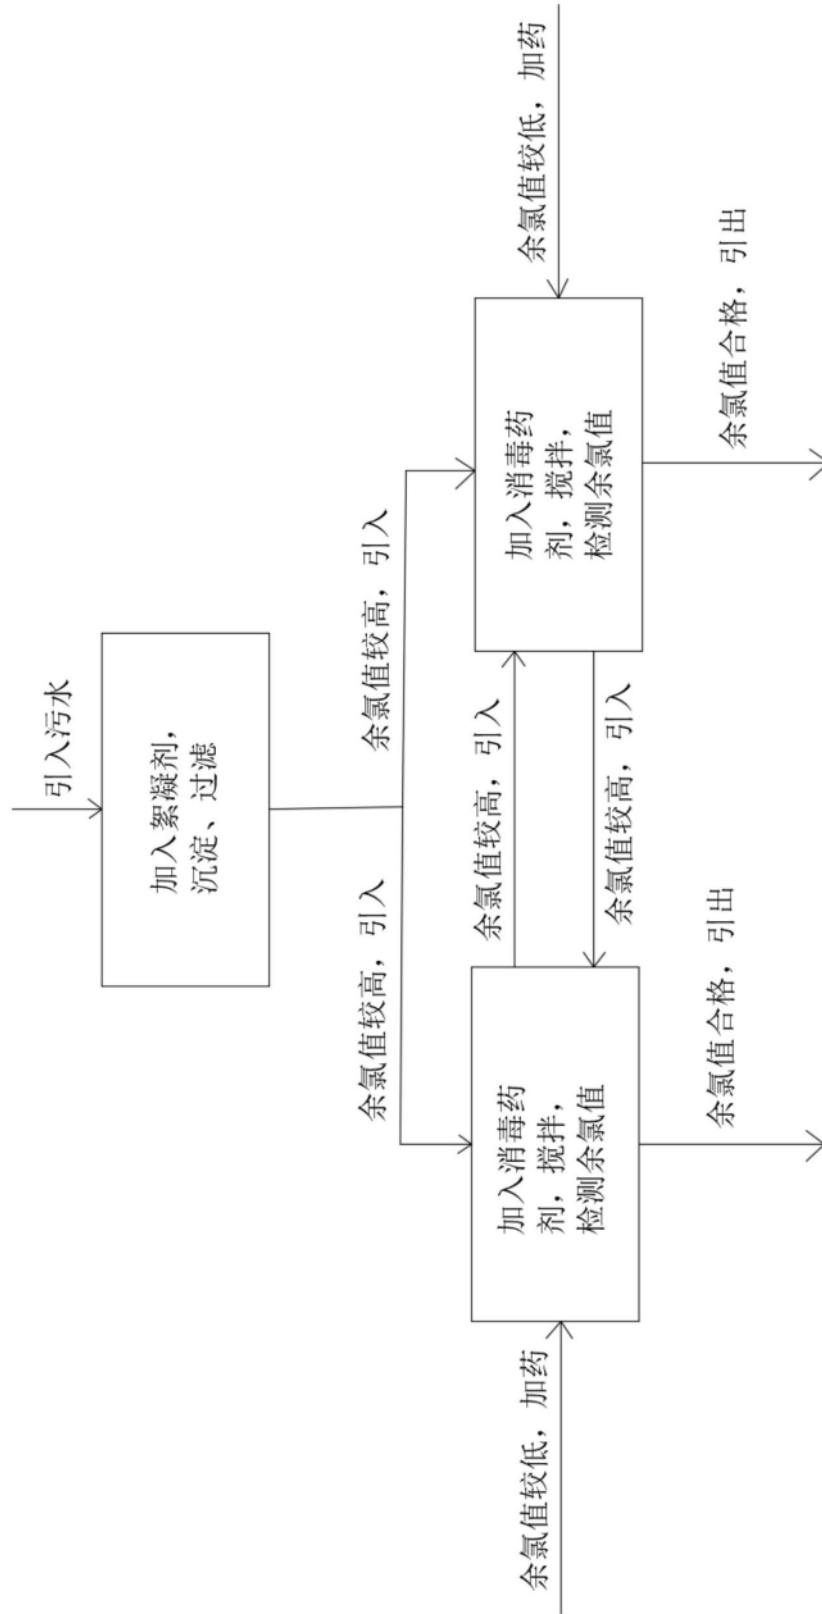 引入污水
加入絮凝剂，
沉淀、过滤
余氯值较高，引入
余氯值较高，引入
余氯值较低，加药
加入消毒药
剂，搅拌，
检测余氯值
余氯值较高，引入
余氯值较高，引入
加入消毒药
剂，搅拌，
检测余氯值
余氯值较低，加药
余氯值合格，引出
余氯值合格，引出